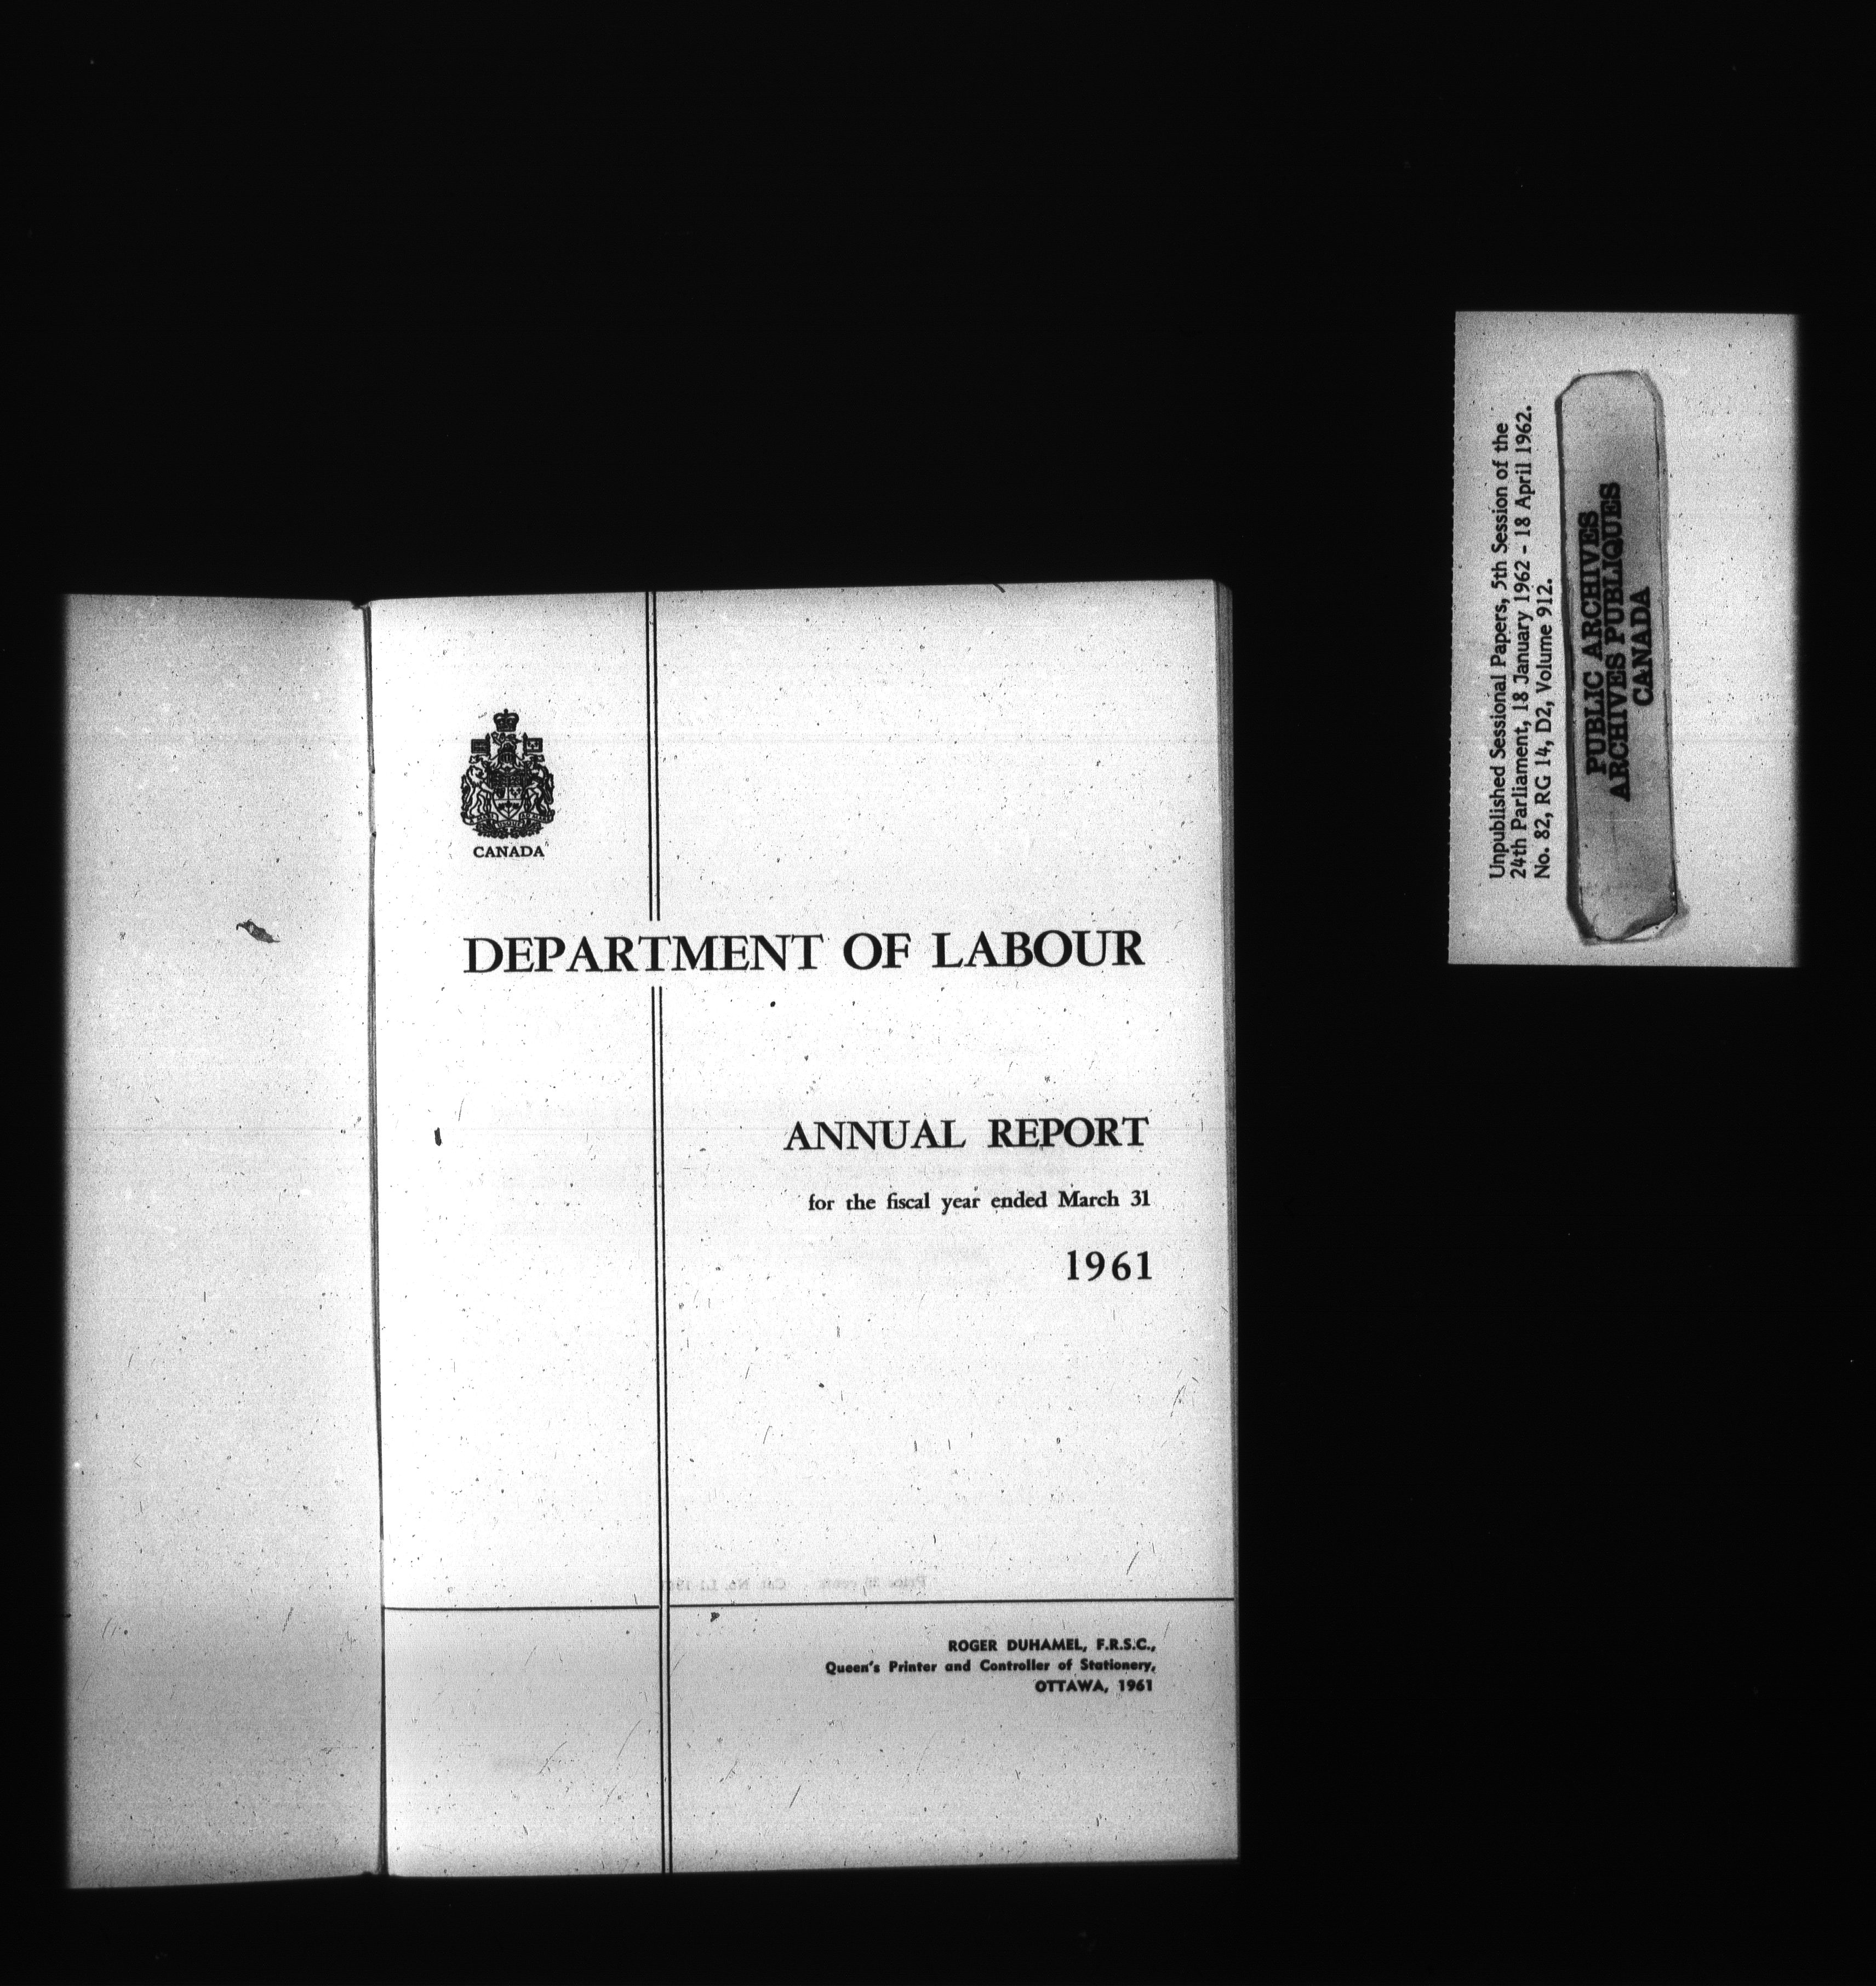 CANADA
DEPARTMENT OF LABOUR
ANNUAL REPORT
for the fiscal year ended March 31
1961
ROGER DUHAMEL, F.R.S.C.,
Queen's Printer and Controller of Stationery,
OTTAWA, 1961
Unpublished Sessional Papers, 5th Session of the
24th Parliament, 18 January 1962 - 18 April 1962.
No. 82, RG 14, D2, Volume 912.
PUBLIC ARCHIVES
ARCHIVES PUBLIQUES
CANADA